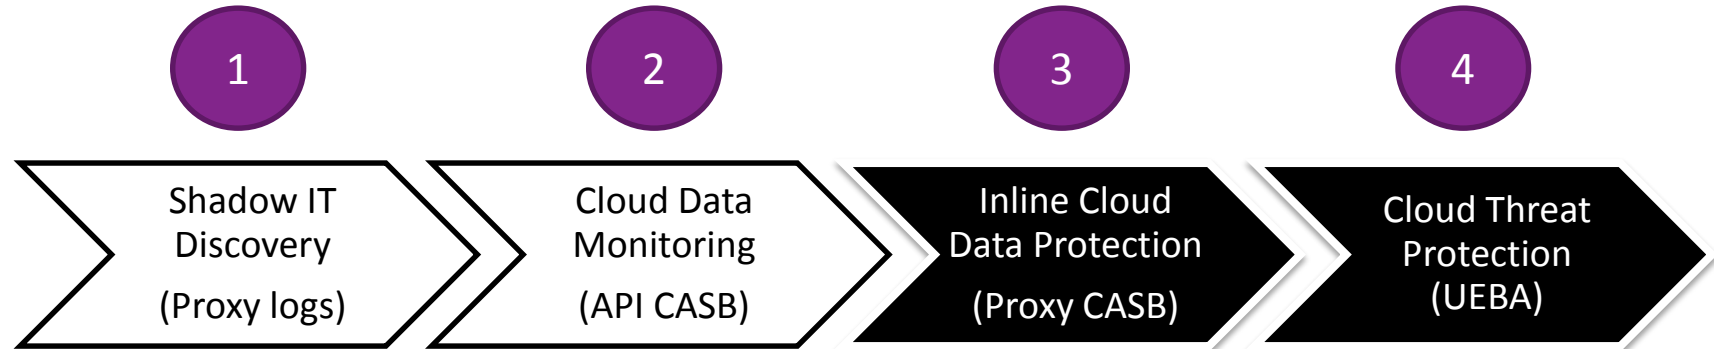 1
2
3
4
Shadow IT
Discovery
(Proxy logs)
Cloud Data
Monitoring
(API CASB)
Inline Cloud
Data Protection
(Proxy CASB)
Cloud Threat
Protection
(UEBA)